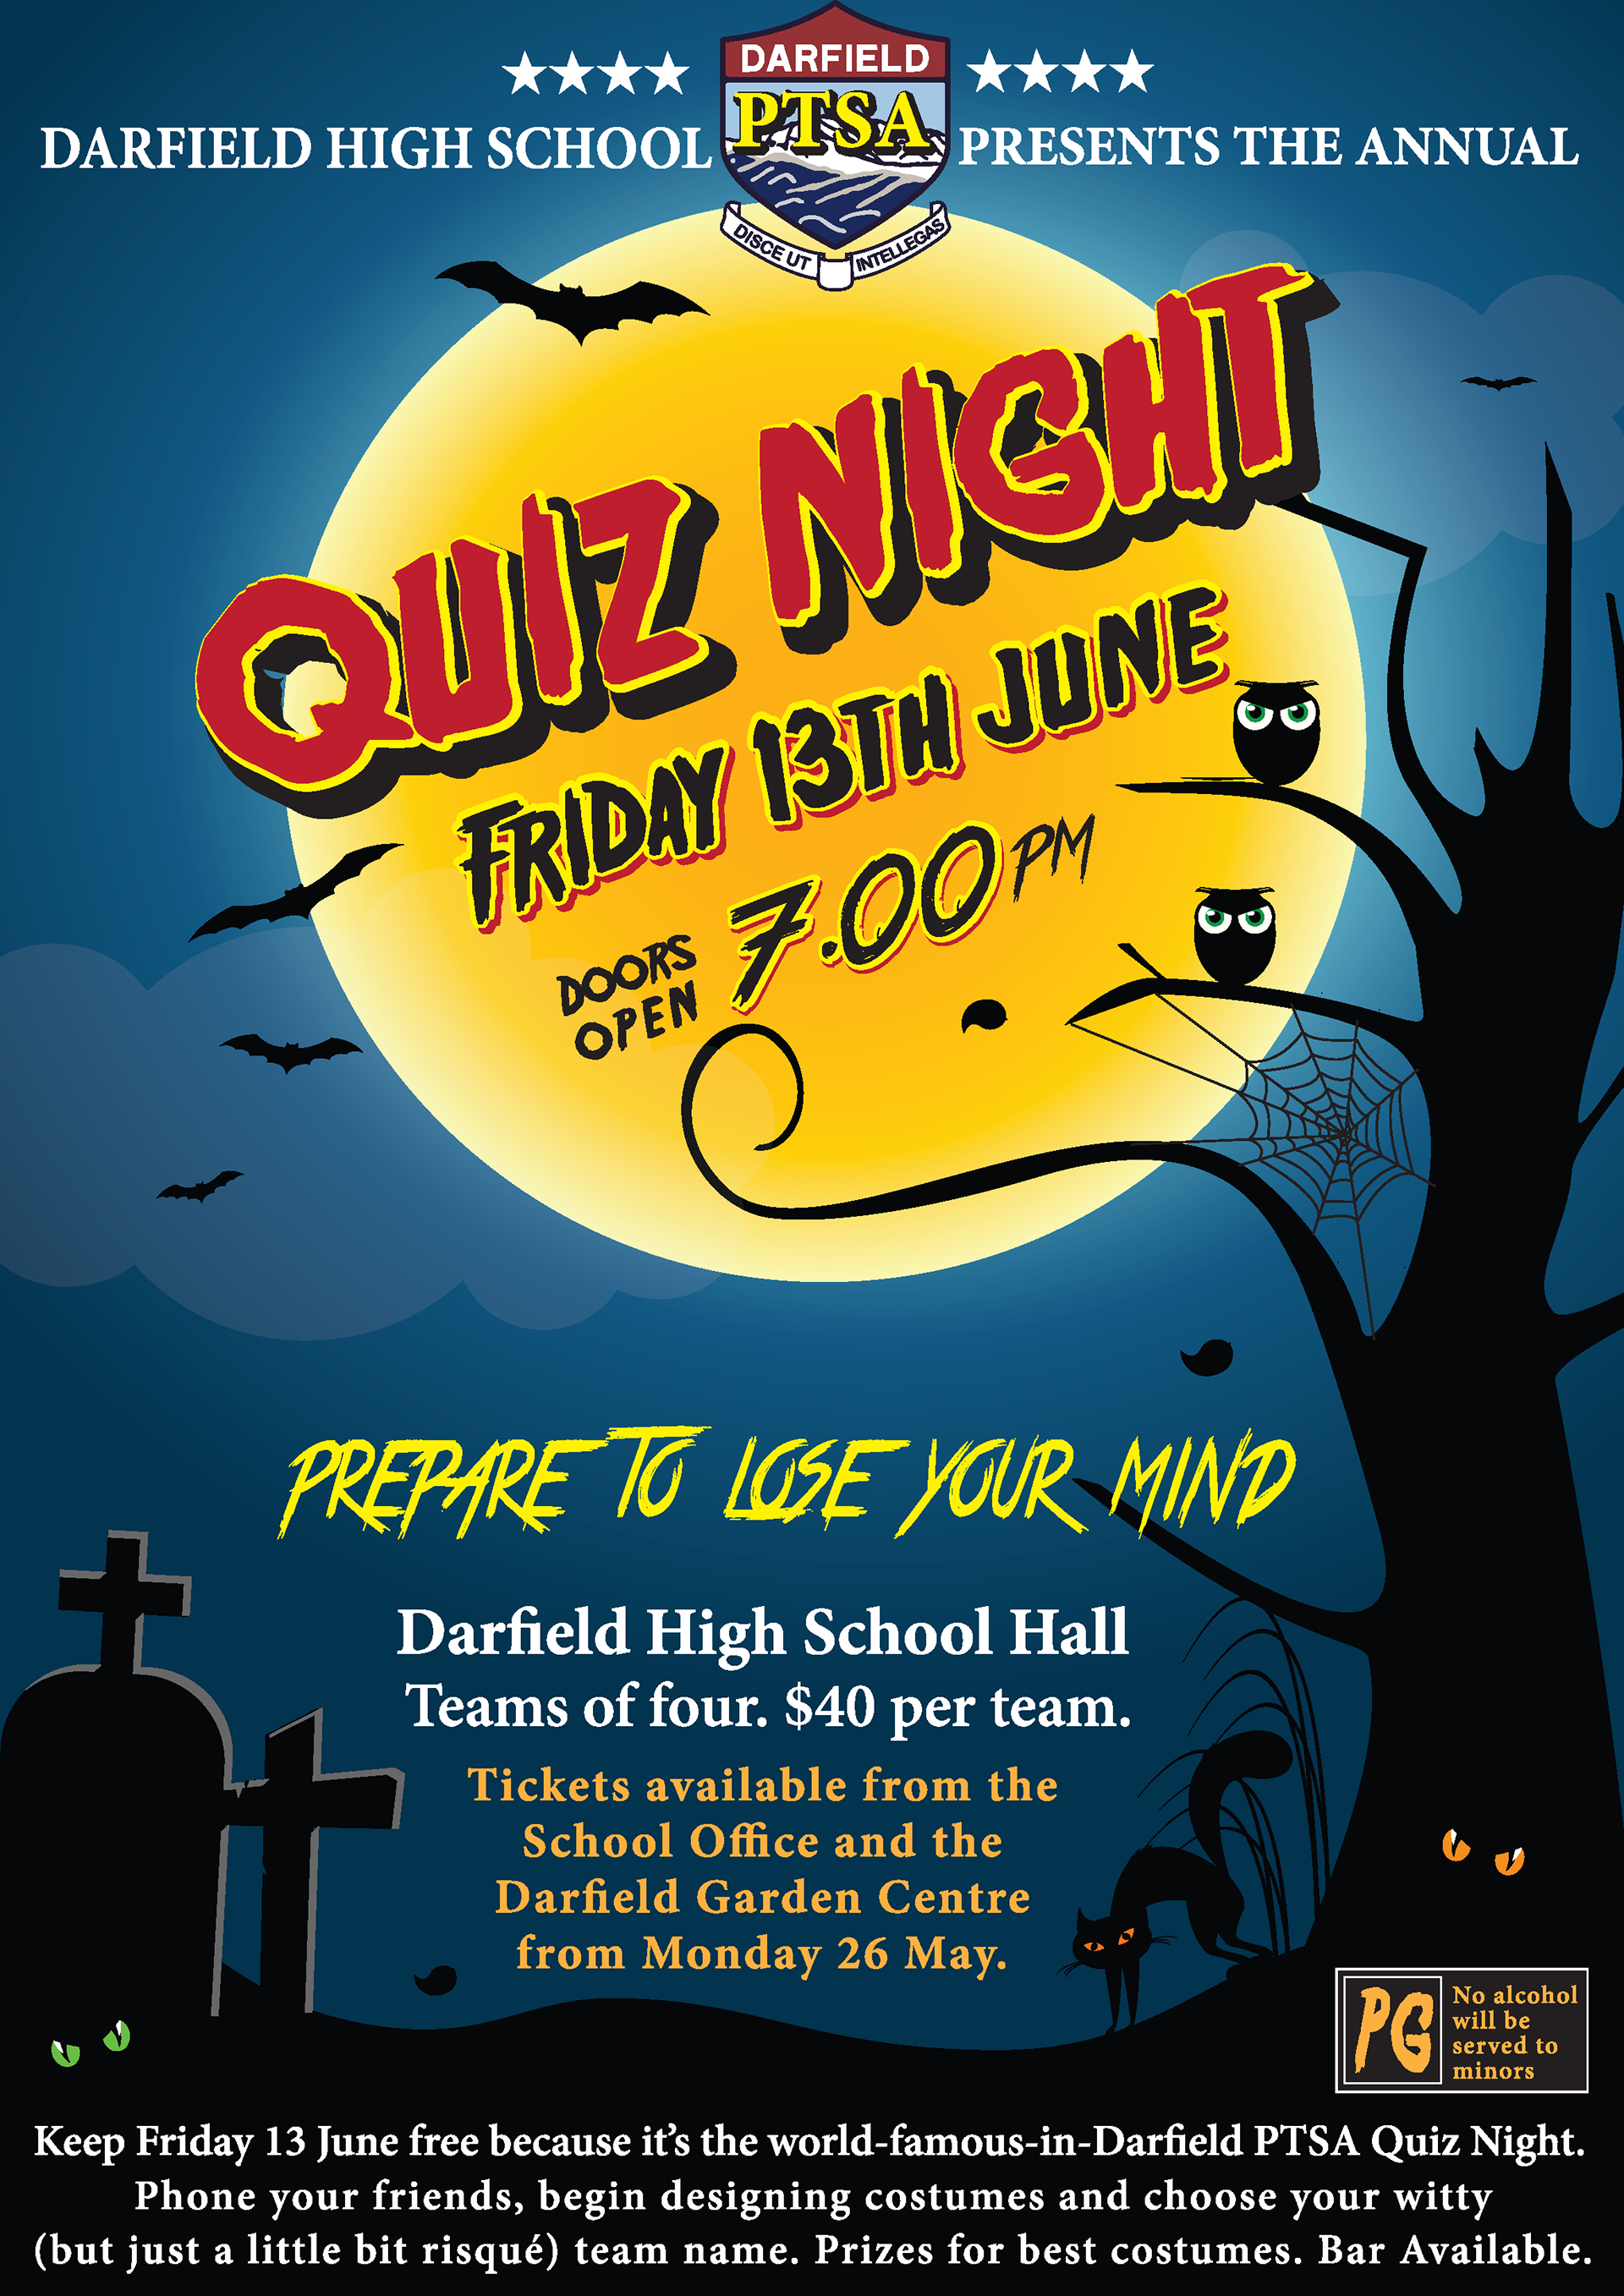 ★★★★ DARFIELD ★★★★
PTSA
DARFIELD HIGH SCHOOL PRESENTS THE ANNUAL
DISCE UT INTELLEGAS
QUIZ NIGHT
FRIDAY 13TH JUNE
DOORS OPEN 7.00 PM
PREPARE TO LOSE YOUR MIND
Darfield High School Hall
Teams of four. $40 per team.
Tickets available from the
School Office and the
Darfield Garden Centre
from Monday 26 May.
PG
No alcohol
will be
served to
minors
Keep Friday 13 June free because it’s the world-famous-in-Darfield PTSA Quiz Night.
Phone your friends, begin designing costumes and choose your witty
(but just a little bit risqué) team name. Prizes for best costumes. Bar Available.